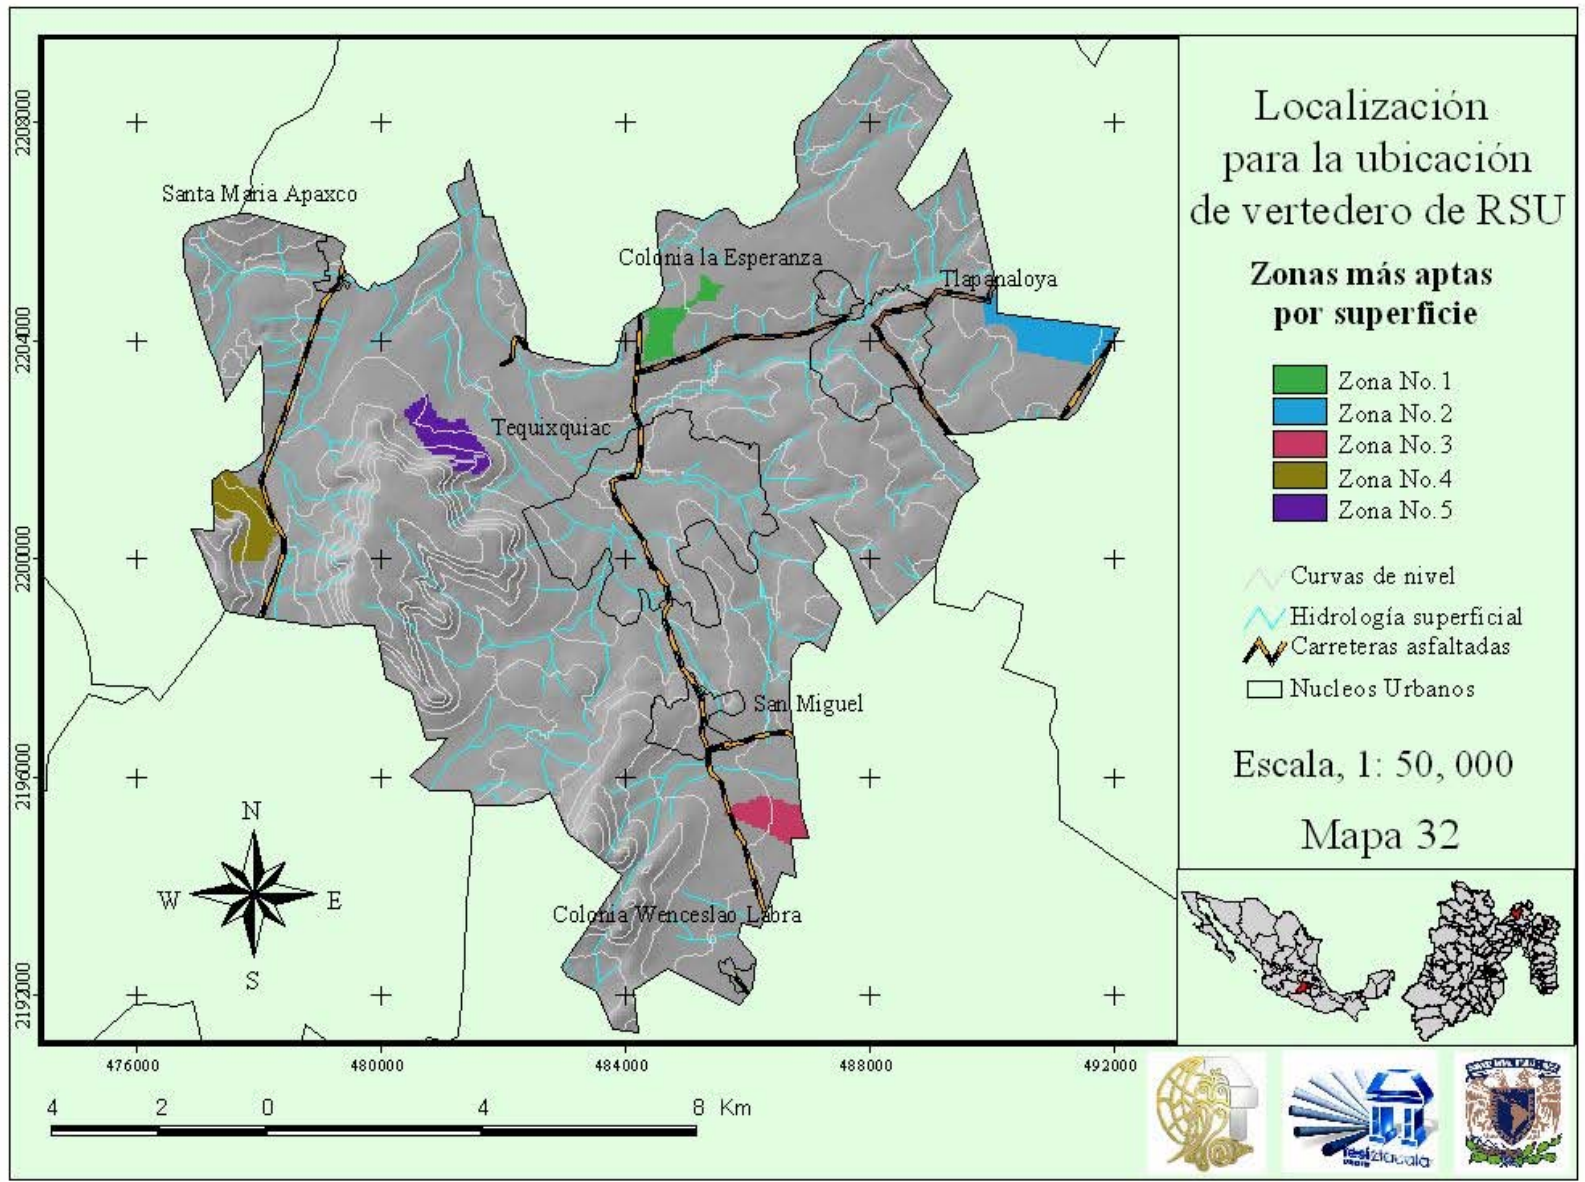 Localización
para la ubicación
de vertedero de RSU
Zonas más aptas
por superficie
Zona No.1
Zona No.2
Zona No.3
Zona No.4
Zona No.5
Curvas de nivel
Hidrología superficial
Carreteras asfaltadas
Nucleos Urbanos
Escala, 1: 50, 000
Mapa 32
Santa Maria Apaxco
Colonia la Esperanza
Tlapanaloya
Tequixquiac
San Miguel
Colonia Wenceslao Labra
N
W E
S
2208000
2204000
2200000
2196000
2192000
476000 480000 484000 488000 492000
4 2 0 4 8 Km